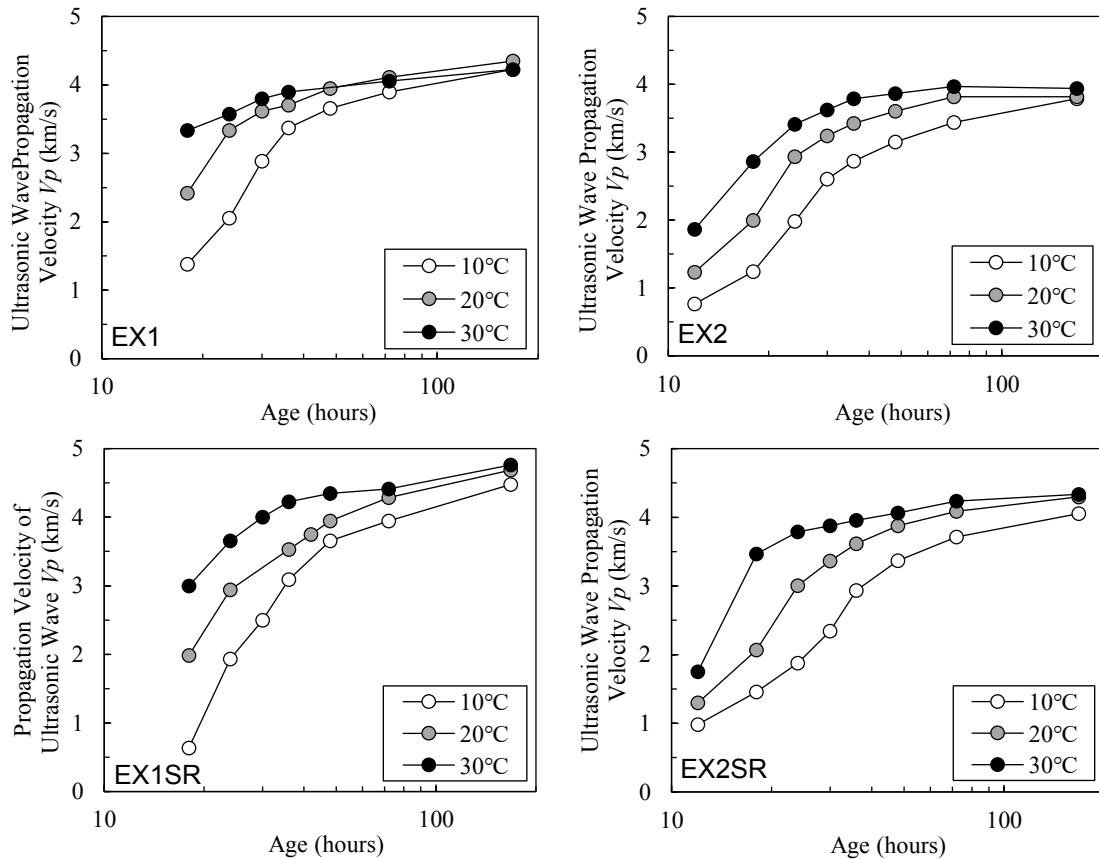 Ultrasonic WavePropagation
Velocity Vp (km/s)
5
4
3
2
1
0
10
100
Age (hours)
EX1
10°C
20°C
30°C
Ultrasonic Wave Propagation
Velocity Vp (km/s)
5
4
3
2
1
0
10
100
Age (hours)
EX2
10°C
20°C
30°C
Propagation Velocity of
Ultrasonic Wave Vp (km/s)
5
4
3
2
1
0
10
100
Age (hours)
EX1SR
10°C
20°C
30°C
Ultrasonic Wave Propagation
Velocity Vp (km/s)
5
4
3
2
1
0
10
100
Age (hours)
EX2SR
10°C
20°C
30°C